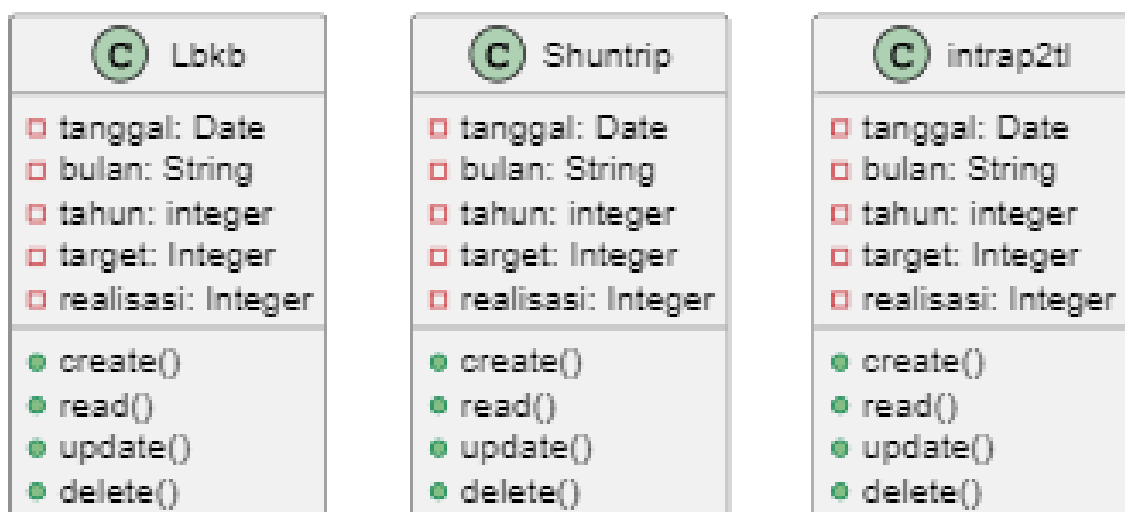 C Lbkb
tanggal: Date
bulan: String
tahun: integer
target: Integer
realisasi: Integer
create()
read()
update()
delete()
C Shuntrip
tanggal: Date
bulan: String
tahun: integer
target: Integer
realisasi: Integer
create()
read()
update()
delete()
C intrap2tl
tanggal: Date
bulan: String
tahun: integer
target: Integer
realisasi: Integer
create()
read()
update()
delete()